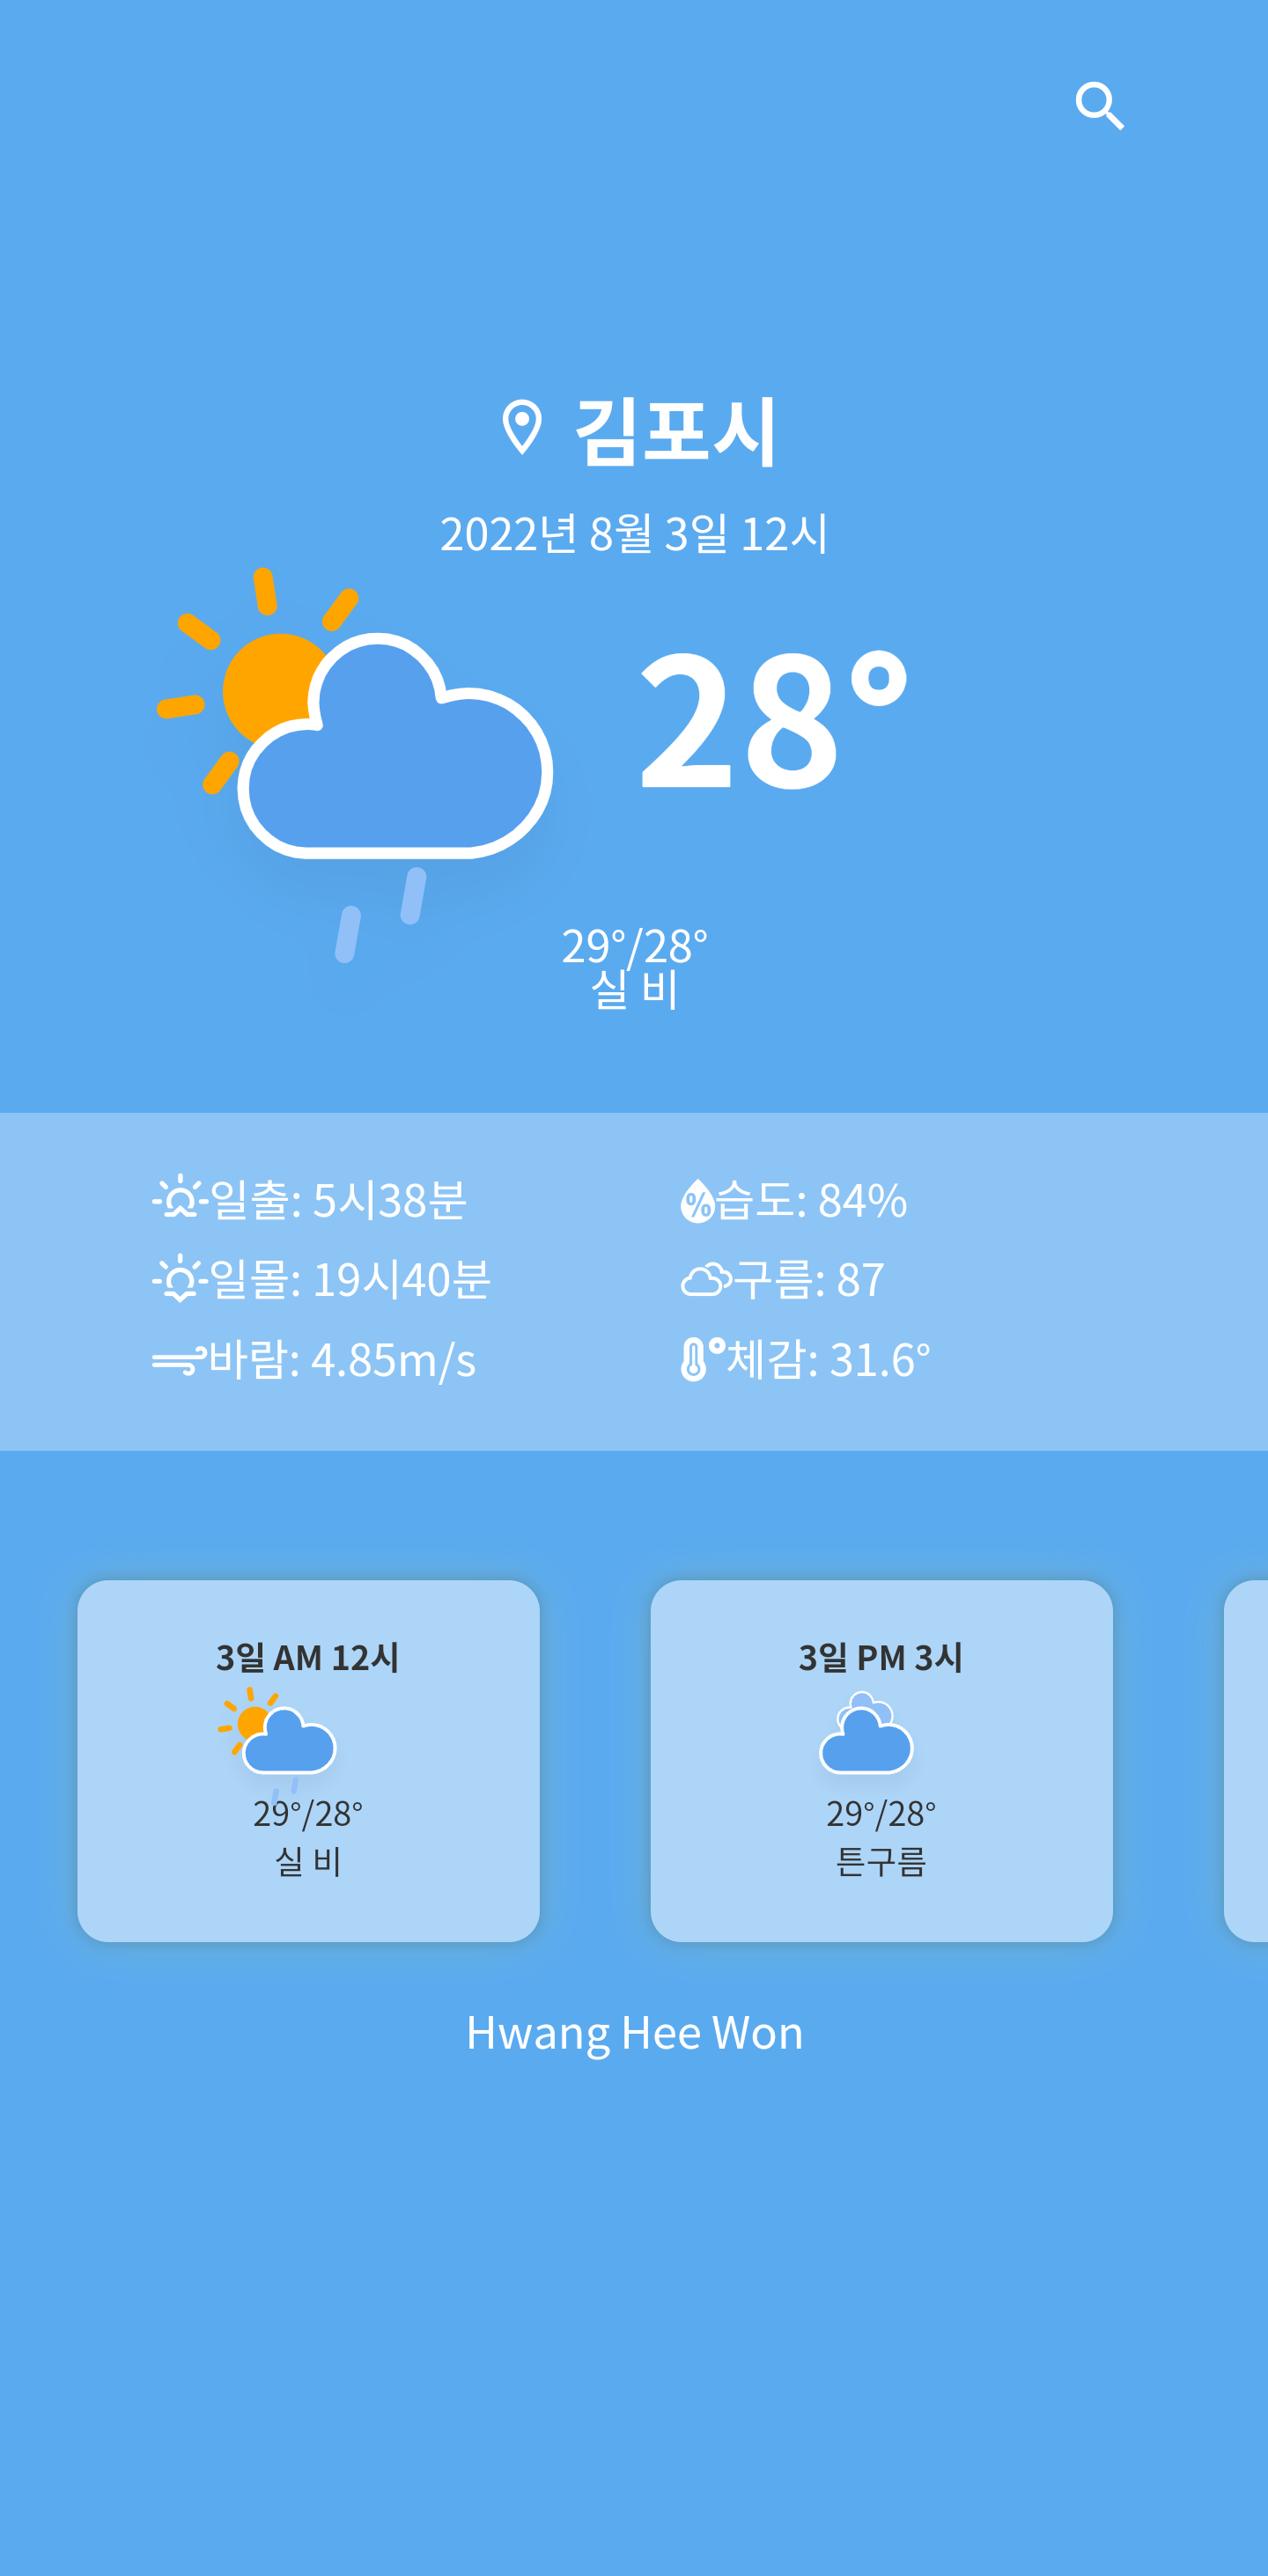 김포시
2022년 8월 3일 12시
28°
29°/28°
실 비
일출: 5시38분
% 습도: 84%
일몰: 19시40분
구름: 87
바람: 4.85m/s
체감: 31.6°
3일 AM 12시
29°/28°
실 비
3일 PM 3시
29°/28°
튼구름
Hwang Hee Won